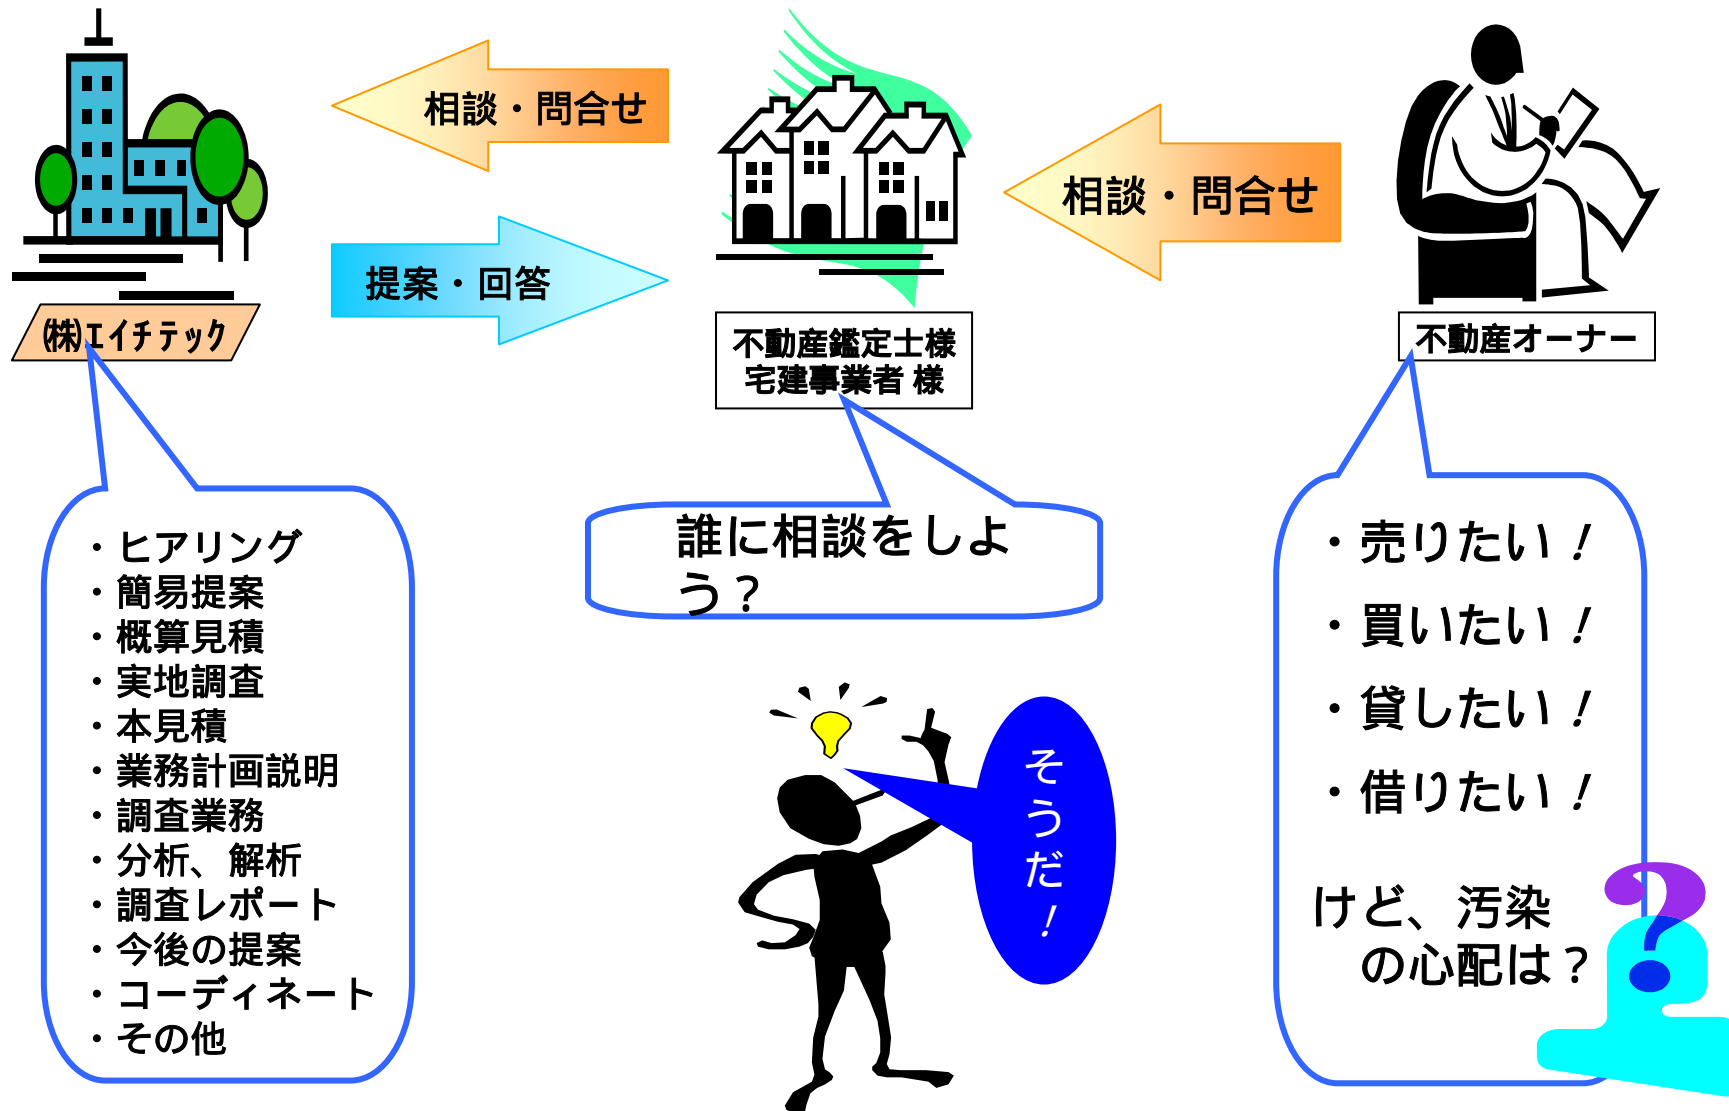 相談・問合せ
提案・回答
相談・問合せ
㈱エイチテック
不動産鑑定士様
宅建事業者 様
不動産オーナー
・ヒアリング
・簡易提案
・概算見積
・実地調査
・本見積
・業務計画説明
・調査業務
・分析、解析
・調査レポート
・今後の提案
・コーディネート
・その他
誰に相談をしよ
う?
そうだ!
・売りたい!
・買いたい!
・貸したい!
・借りたい!
けど、汚染
の心配は?
?